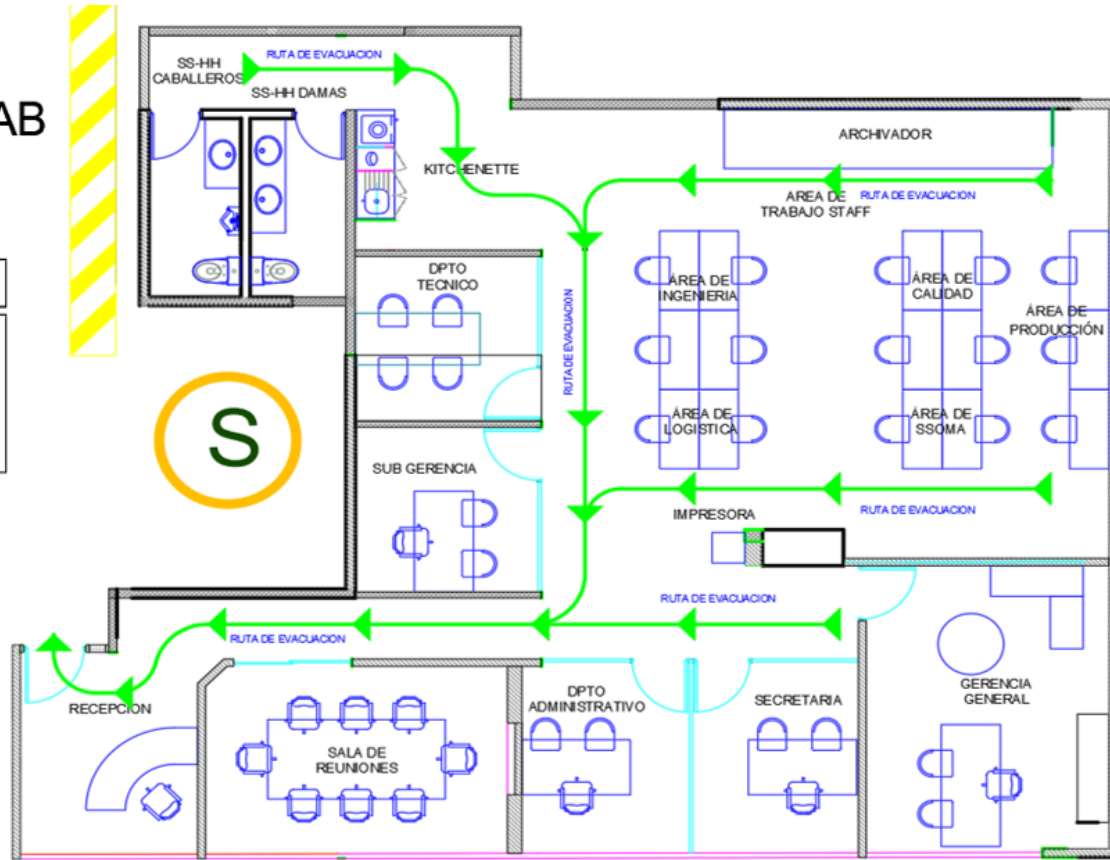 AB
SS-HH
CABALLEROS
RUTA DE EVACUACION
SS-HH DAMAS
KITCHENETTE
ARCHIVADOR
AREA DE
TRABAJO STAFF
RUTA DE EVACUACION
DPTO
TECNICO
RUTA DE EVACUACION
ÁREA DE
INGENIERIA
ÁREA DE
CALIDAD
ÁREA DE
PRODUCCIÓN
ÁREA DE
LOGISTICA
ÁREA DE
SSOMA
S
SUB GERENCIA
IMPRESORA
RUTA DE EVACUACION
RUTA DE EVACUACION
RUTA DE EVACUACION
RECEPCION
SALA DE
REUNIONES
DPTO
ADMINISTRATIVO
SECRETARIA
GERENCIA
GENERAL